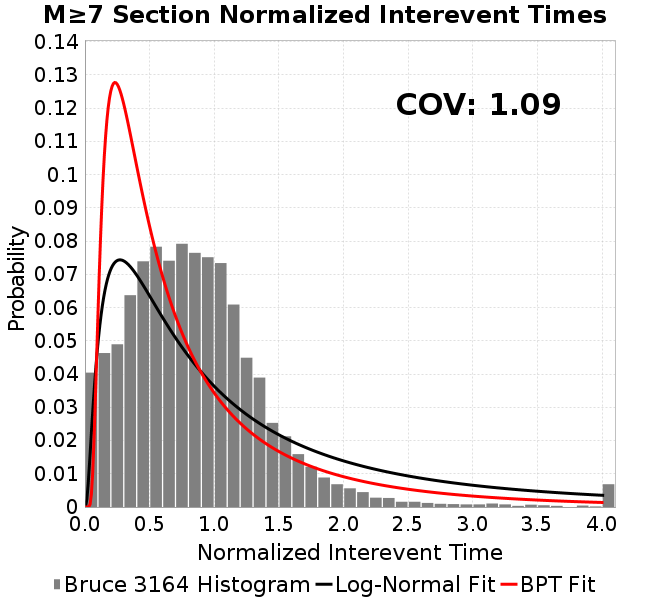 M≥7 Section Normalized Interevent Times
COV: 1.09
Probability
0.14
0.13
0.12
0.11
0.1
0.09
0.08
0.07
0.06
0.05
0.04
0.03
0.02
0.01
0
0.0 0.5 1.0 1.5 2.0 2.5 3.0 3.5 4.0
Normalized Interevent Time
Bruce 3164 Histogram Log-Normal Fit BPT Fit